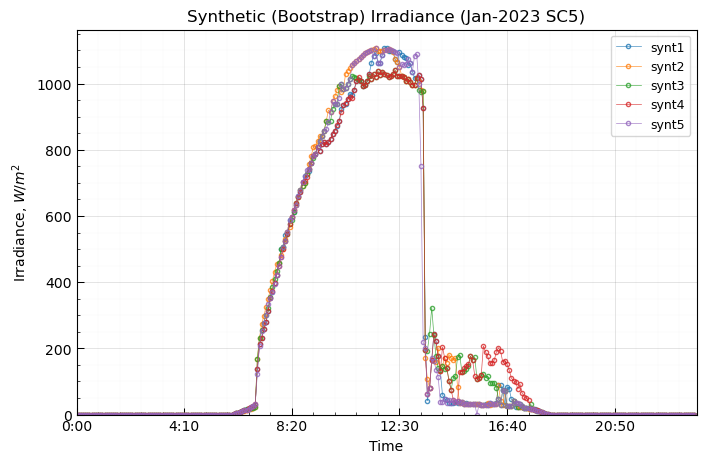 Synthetic (Bootstrap) Irradiance (Jan-2023 SC5)
synt1
synt2
synt3
synt4
synt5
Irradiance, W/m²
1000
800
600
400
200
0
0:00 4:10 8:20 12:30 16:40 20:50
Time